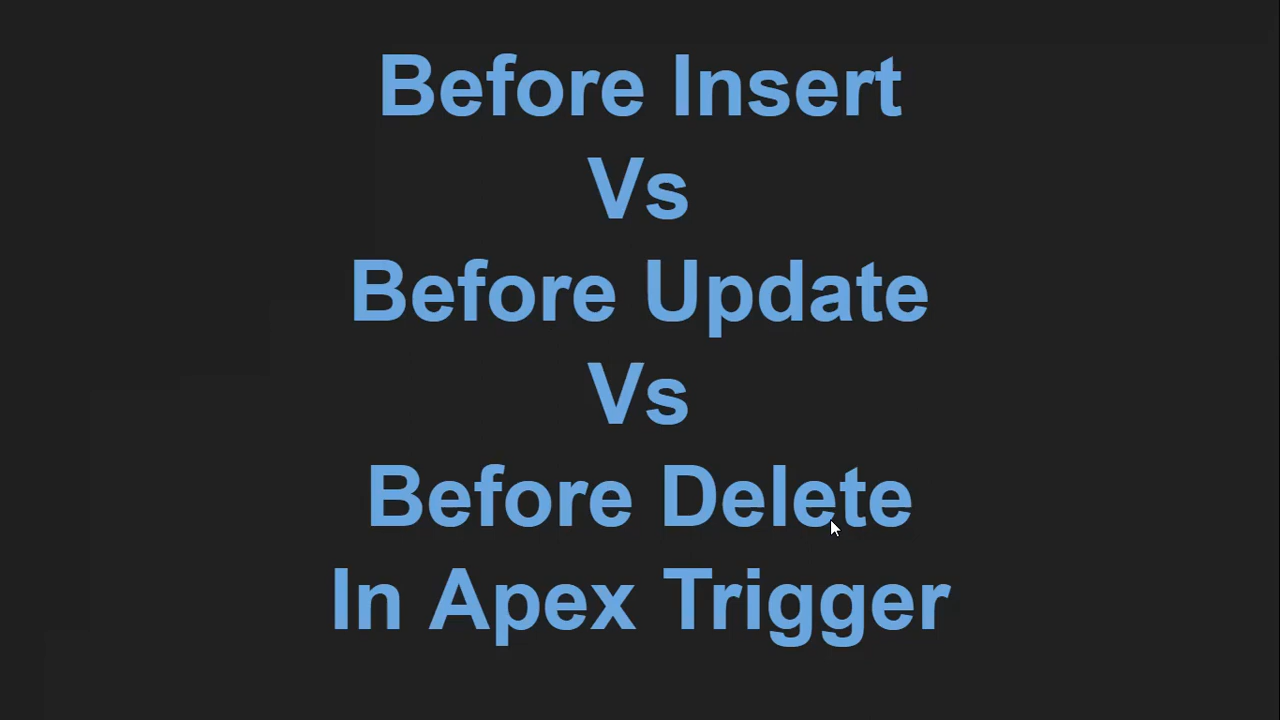 Before Insert
Vs
Before Update
Vs
Before Delete
In Apex Trigger